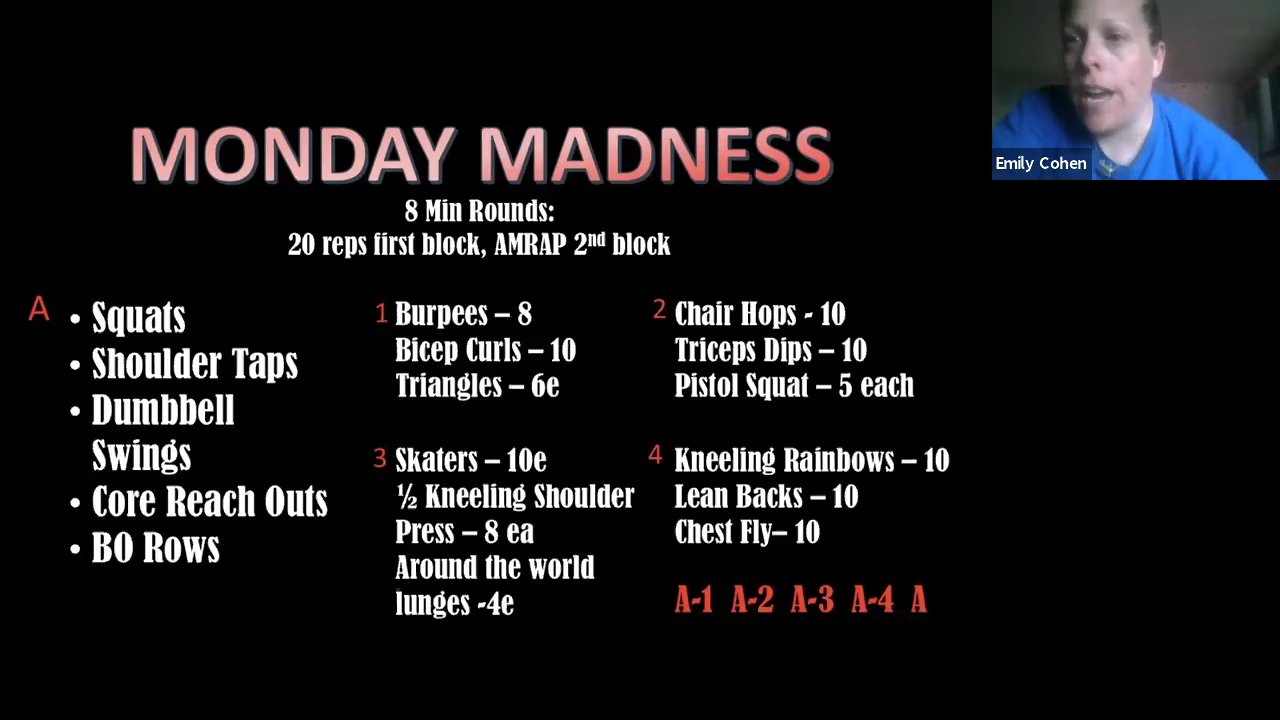 MONDAY MADNESS
8 Min Rounds:
20 reps first block, AMRAP 2nd block
A
• Squats
• Shoulder Taps
• Dumbbell
Swings
• Core Reach Outs
• BO Rows
1 Burpees – 8
Bicep Curls – 10
Triangles – 6e
2 Chair Hops - 10
Triceps Dips – 10
Pistol Squat – 5 each
3 Skaters – 10e
½ Kneeling Shoulder
Press – 8 ea
Around the world
lunges -4e
4 Kneeling Rainbows – 10
Lean Backs – 10
Chest Fly– 10
A-1 A-2 A-3 A-4 A
Emily Cohen